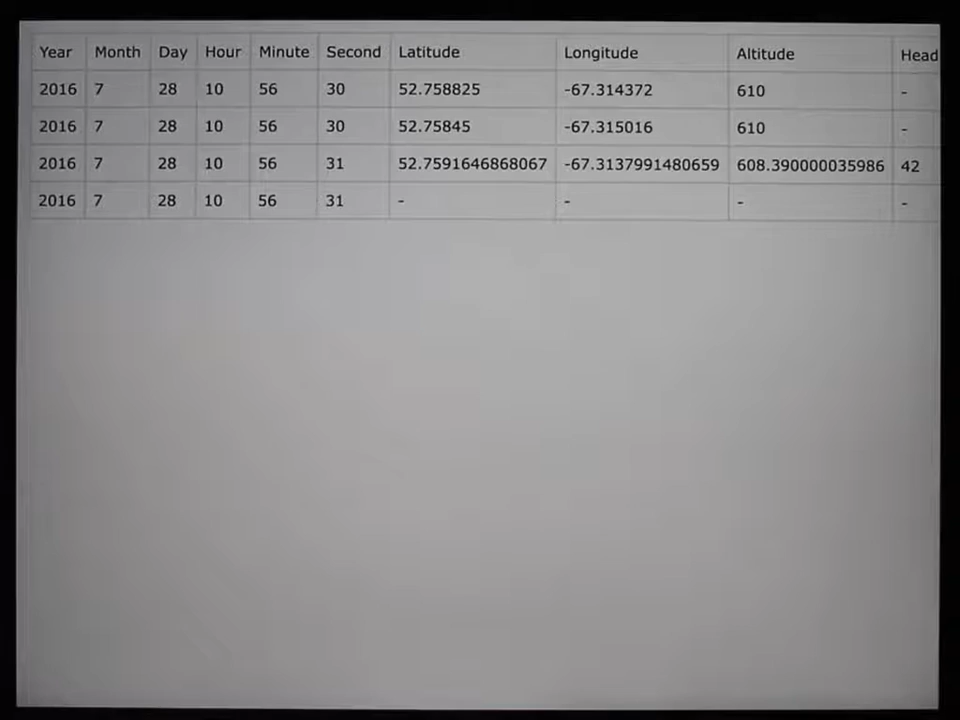 Year Month Day Hour Minute Second Latitude Longitude Altitude Head
2016 7 28 10 56 30 52.758825 -67.314372 610 -
2016 7 28 10 56 30 52.75845 -67.315016 610 -
2016 7 28 10 56 31 52.7591646868067 -67.3137991480659 608.390000035986 42
2016 7 28 10 56 31 - - - -